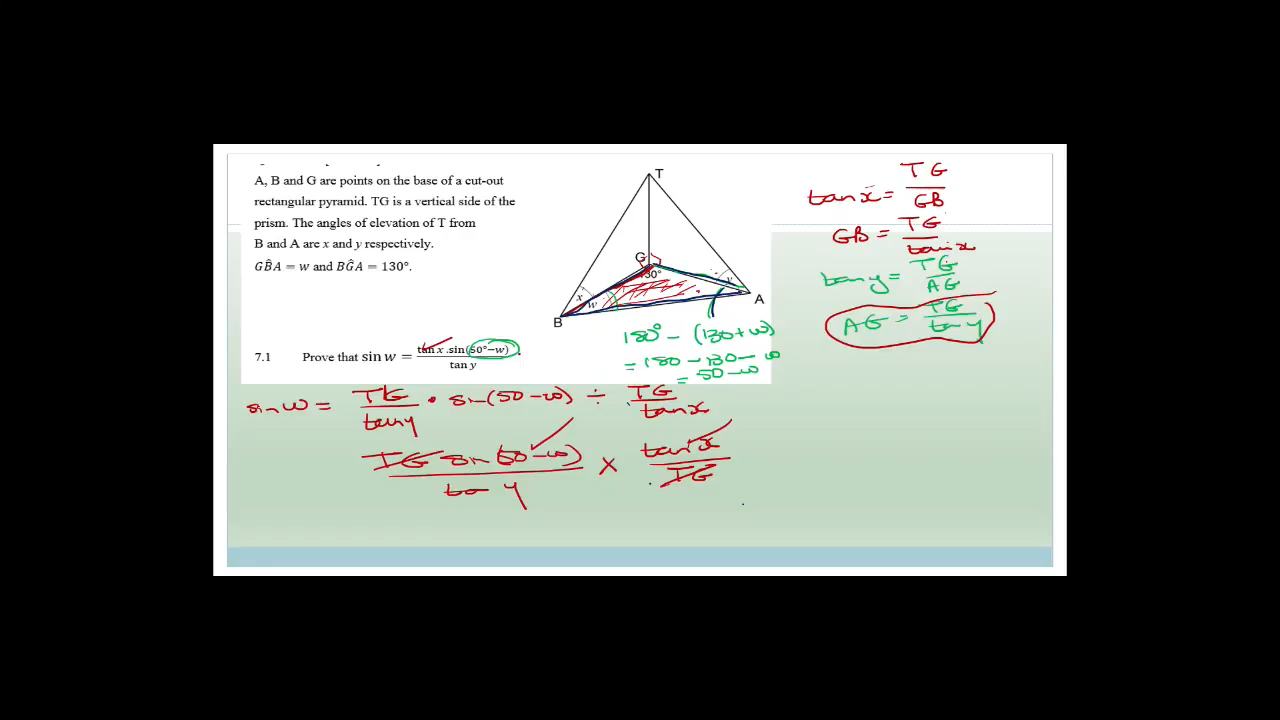 A, B and G are points on the base of a cut-out
rectangular pyramid. TG is a vertical side of the
prism. The angles of elevation of T from
B and A are x and y respectively.
GB̂A = w and BĜA = 130°.
T
G
130°
x
w
y
A
B
7.1 Prove that sin w = tan x .sin(50°−w) / tan y
tan x = TG / GB
GB = TG / tan x
tan y = TG / AG
AG = TG / tan y
180° − (130+w)
= 180 − 130 − w
= 50 − w
sin w = TG / tan y · sin(50−w) ÷ TG / tan x
TG sin(50−w) / tan y × tan x / TG